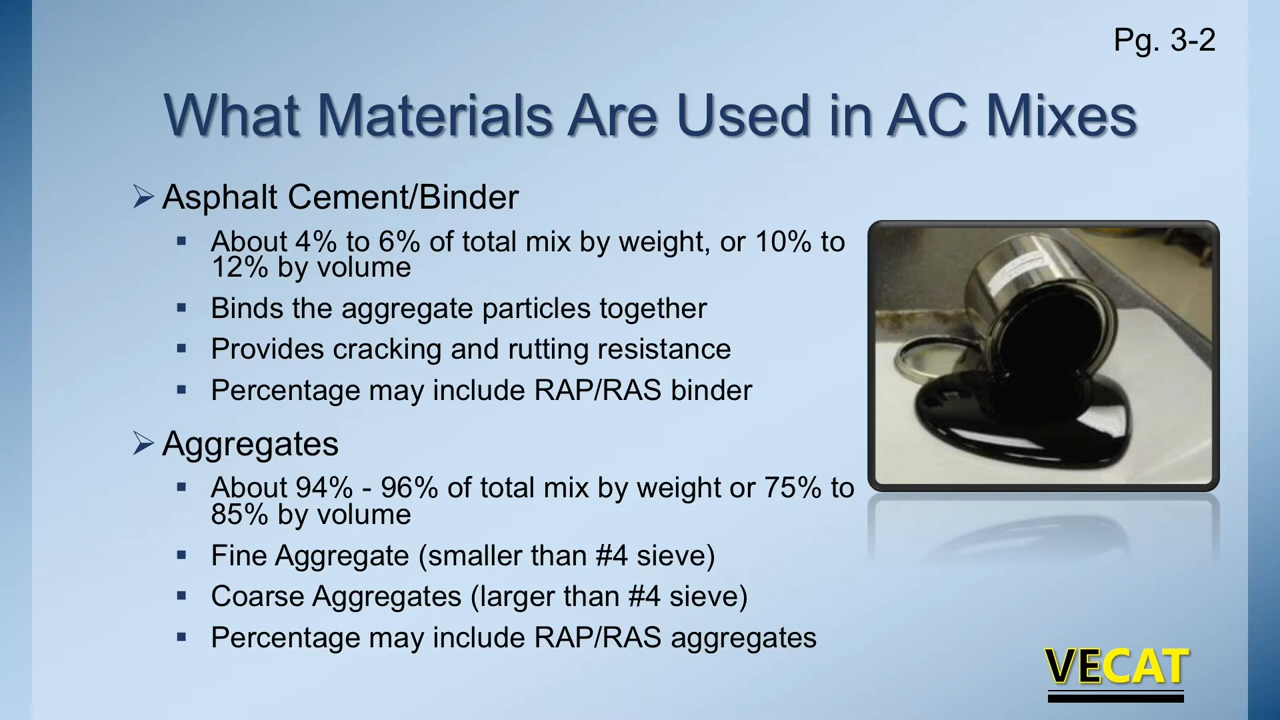 Pg. 3-2
What Materials Are Used in AC Mixes
Asphalt Cement/Binder
About 4% to 6% of total mix by weight, or 10% to
12% by volume
Binds the aggregate particles together
Provides cracking and rutting resistance
Percentage may include RAP/RAS binder
Aggregates
About 94% - 96% of total mix by weight or 75% to
85% by volume
Fine Aggregate (smaller than #4 sieve)
Coarse Aggregates (larger than #4 sieve)
Percentage may include RAP/RAS aggregates
VECAT